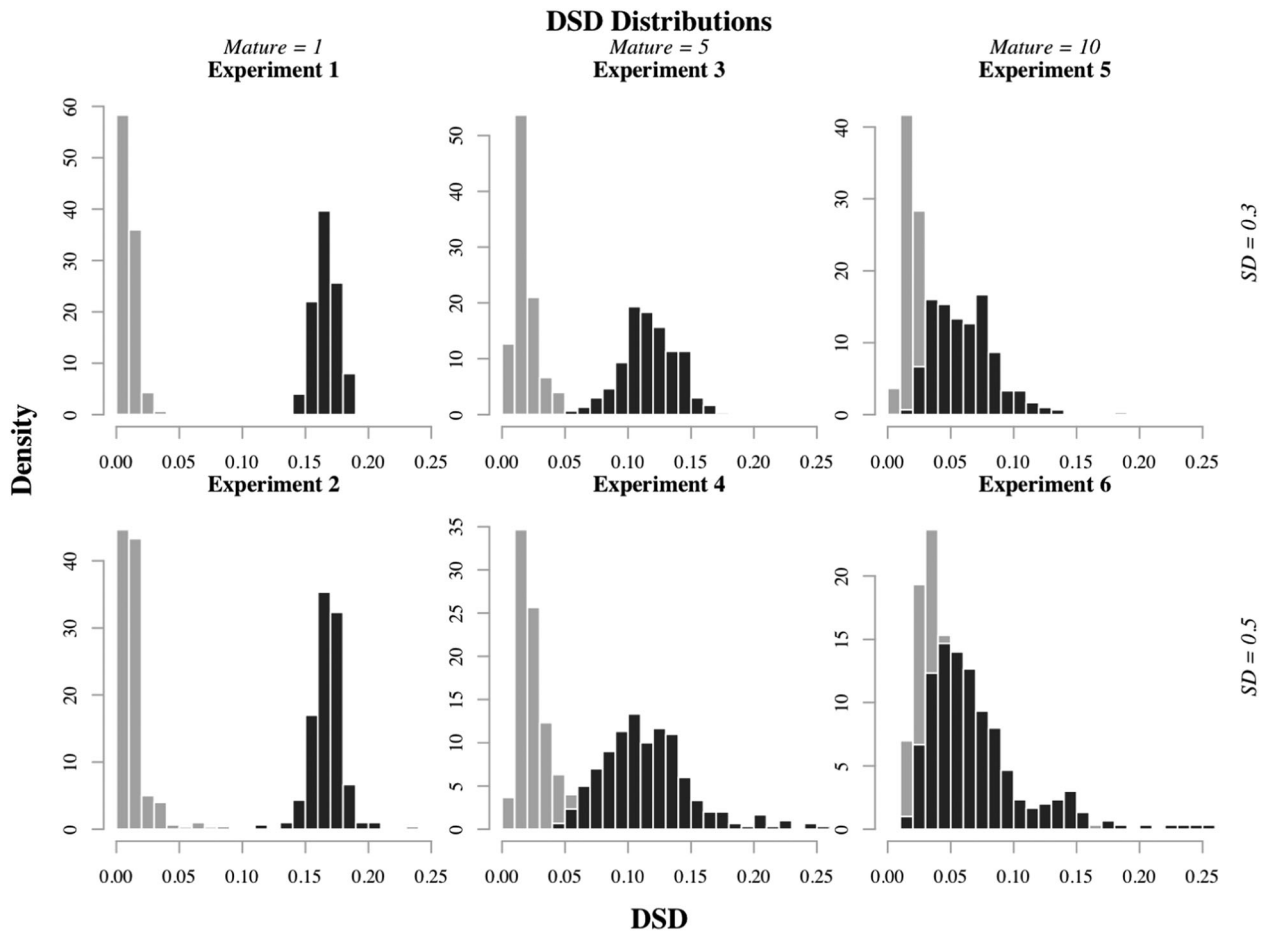 DSD Distributions
Mature = 1
Experiment 1
Mature = 5
Experiment 3
Mature = 10
Experiment 5
60
50
40
30
20
10
0
0.00 0.05 0.10 0.15 0.20 0.25
50
40
30
20
10
0
0.00 0.05 0.10 0.15 0.20 0.25
40
30
20
10
0
0.00 0.05 0.10 0.15 0.20 0.25
SD = 0.3
Density
Experiment 2
Experiment 4
Experiment 6
40
30
20
10
0
0.00 0.05 0.10 0.15 0.20 0.25
35
30
25
20
15
10
5
0
0.00 0.05 0.10 0.15 0.20 0.25
20
15
10
5
0
0.00 0.05 0.10 0.15 0.20 0.25
SD = 0.5
DSD